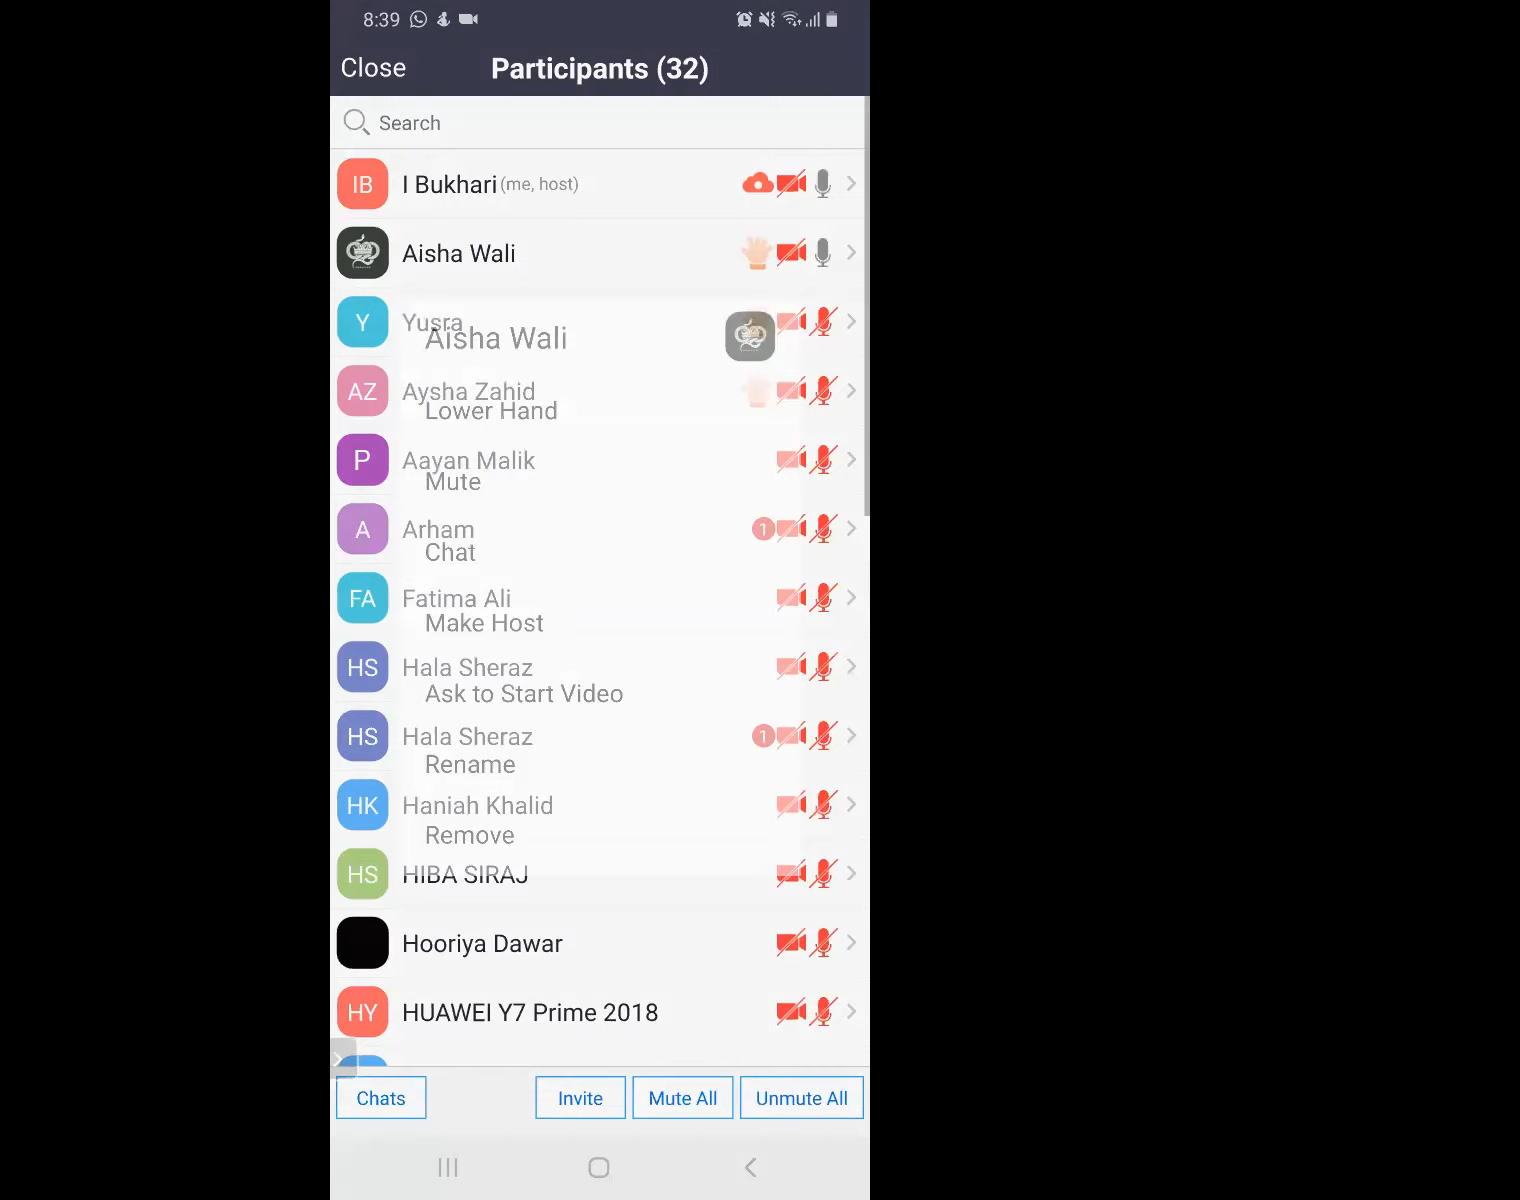 8:39
Close
Participants (32)
Search
IB
I Bukhari (me, host)
Aisha Wali
Y
Yusra
Aisha Wali
AZ
Aysha Zahid
Lower Hand
P
Aayan Malik
Mute
A
Arham
1
Chat
FA
Fatima Ali
Make Host
HS
Hala Sheraz
Ask to Start Video
HS
Hala Sheraz
1
Rename
HK
Haniah Khalid
Remove
HS
HIBA SIRAJ
Hooriya Dawar
HY
HUAWEI Y7 Prime 2018
Chats
Invite
Mute All
Unmute All